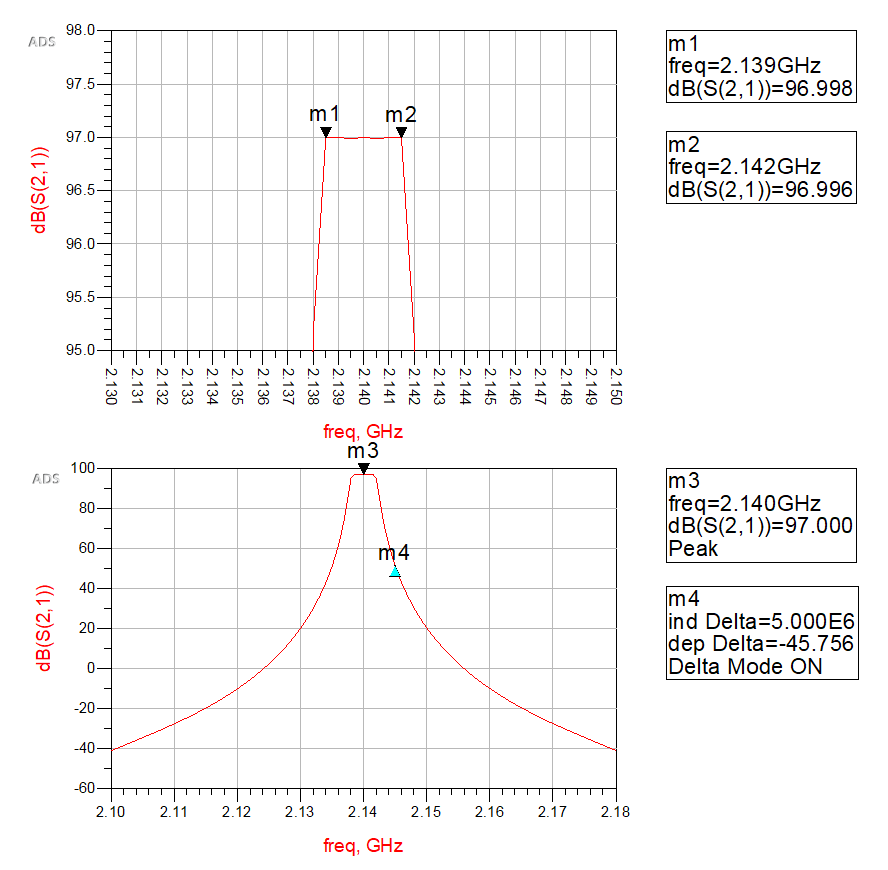 ADS
98.0
97.5
97.0
96.5
96.0
95.5
95.0
dB(S(2,1))
m1
m2
2.130
2.131
2.132
2.133
2.134
2.135
2.136
2.137
2.138
2.139
2.140
2.141
2.142
2.143
2.144
2.145
2.146
2.147
2.148
2.149
2.150
freq, GHz
m1
freq=2.139GHz
dB(S(2,1))=96.998
m2
freq=2.142GHz
dB(S(2,1))=96.996
ADS
100
80
60
40
20
0
-20
-40
-60
dB(S(2,1))
m3
m4
2.10
2.11
2.12
2.13
2.14
2.15
2.16
2.17
2.18
freq, GHz
m3
freq=2.140GHz
dB(S(2,1))=97.000
Peak
m4
ind Delta=5.000E6
dep Delta=-45.756
Delta Mode ON